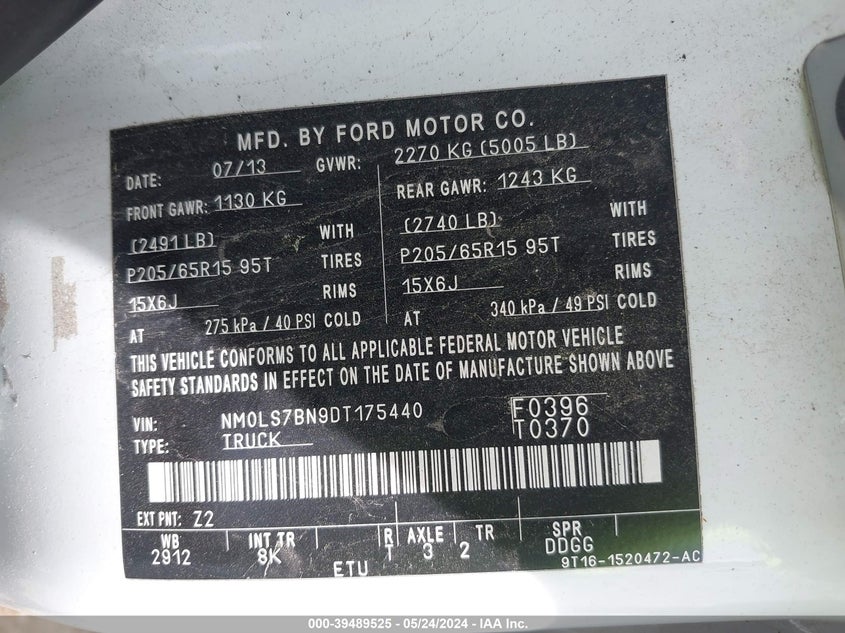 MFD. BY FORD MOTOR CO.
DATE: 07/13 GVWR: 2270 KG (5005 LB)
FRONT GAWR: 1130 KG REAR GAWR: 1243 KG
(2491 LB) WITH (2740 LB) WITH
P205/65R15 95T TIRES P205/65R15 95T TIRES
15X6J RIMS 15X6J RIMS
AT 275 kPa / 40 PSI COLD AT 340 kPa / 49 PSI COLD
THIS VEHICLE CONFORMS TO ALL APPLICABLE FEDERAL MOTOR VEHICLE
SAFETY STANDARDS IN EFFECT ON THE DATE OF MANUFACTURE SHOWN ABOVE
VIN: NM0LS7BN9DT175440 F0396
TYPE: TRUCK T0370
EXT PNT: Z2
WB INT TR R AXLE TR SPR
2912 8K T 3 2 DDGG
ETU 9T16-1520472-AC
000-39489525 - 05/24/2024 - IAA Inc.